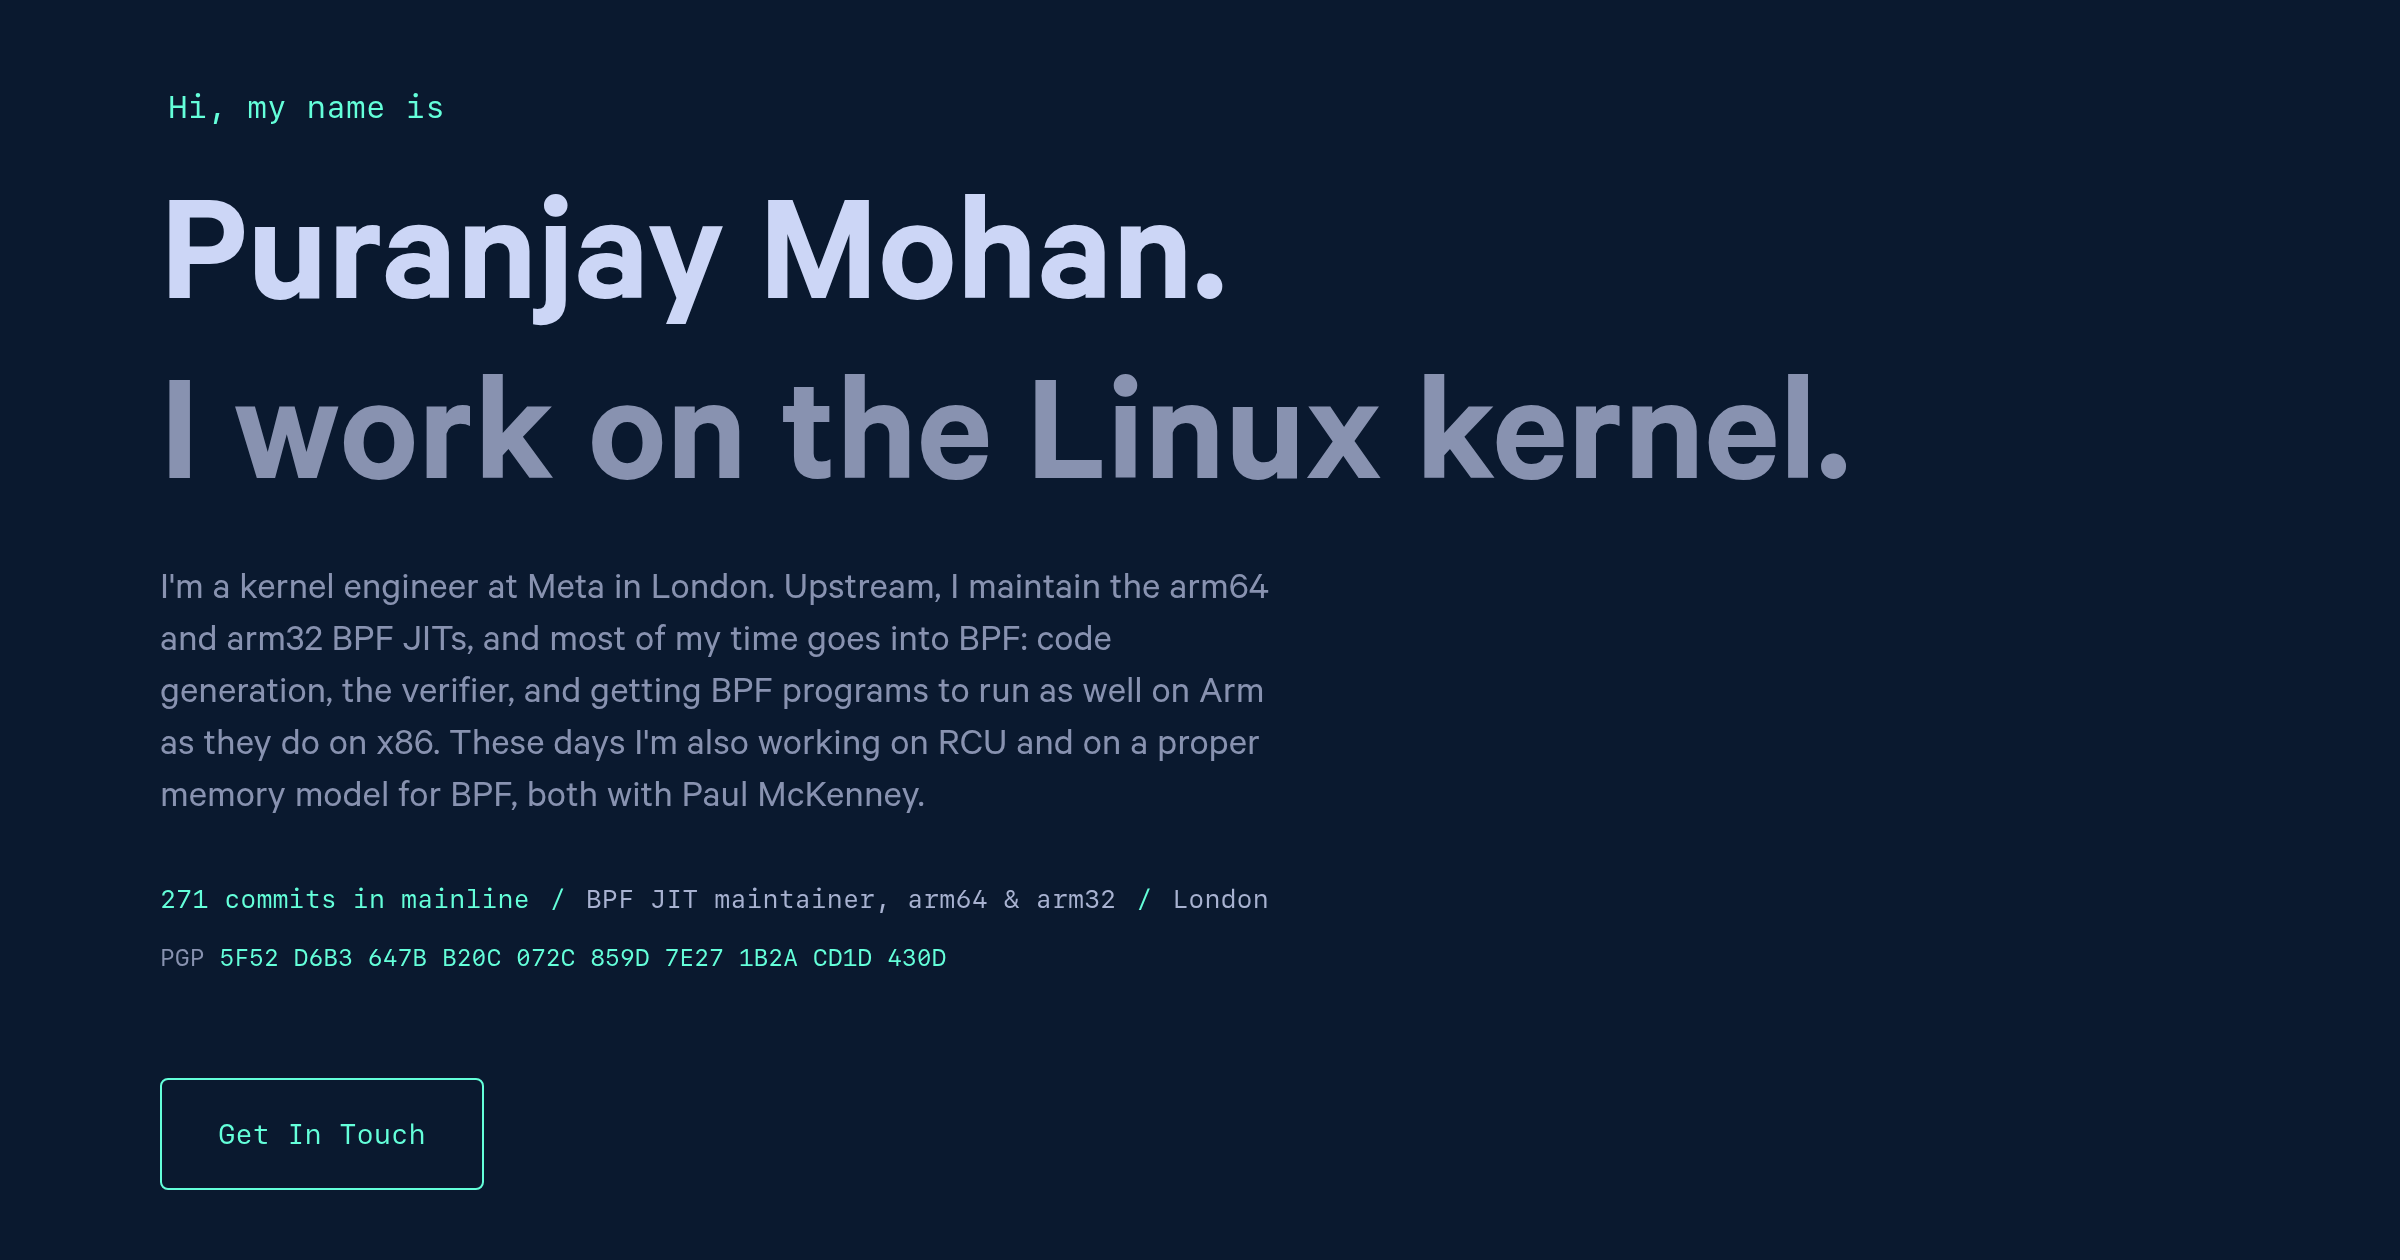 Hi, my name is
Puranjay Mohan.
I work on the Linux kernel.
I'm a kernel engineer at Meta in London. Upstream, I maintain the arm64
and arm32 BPF JITs, and most of my time goes into BPF: code
generation, the verifier, and getting BPF programs to run as well on Arm
as they do on x86. These days I'm also working on RCU and on a proper
memory model for BPF, both with Paul McKenney.
271 commits in mainline / BPF JIT maintainer, arm64 & arm32 / London
PGP 5F52 D6B3 647B B20C 072C 859D 7E27 1B2A CD1D 430D
Get In Touch